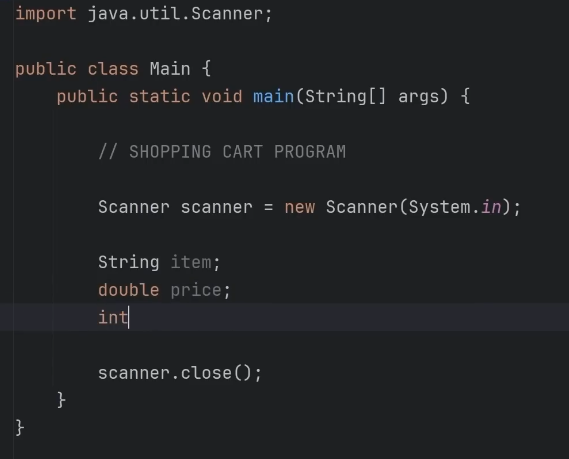 import java.util.Scanner;
public class Main {
public static void main(String[] args) {
// SHOPPING CART PROGRAM
Scanner scanner = new Scanner(System.in);
String item;
double price;
int
scanner.close();
}
}